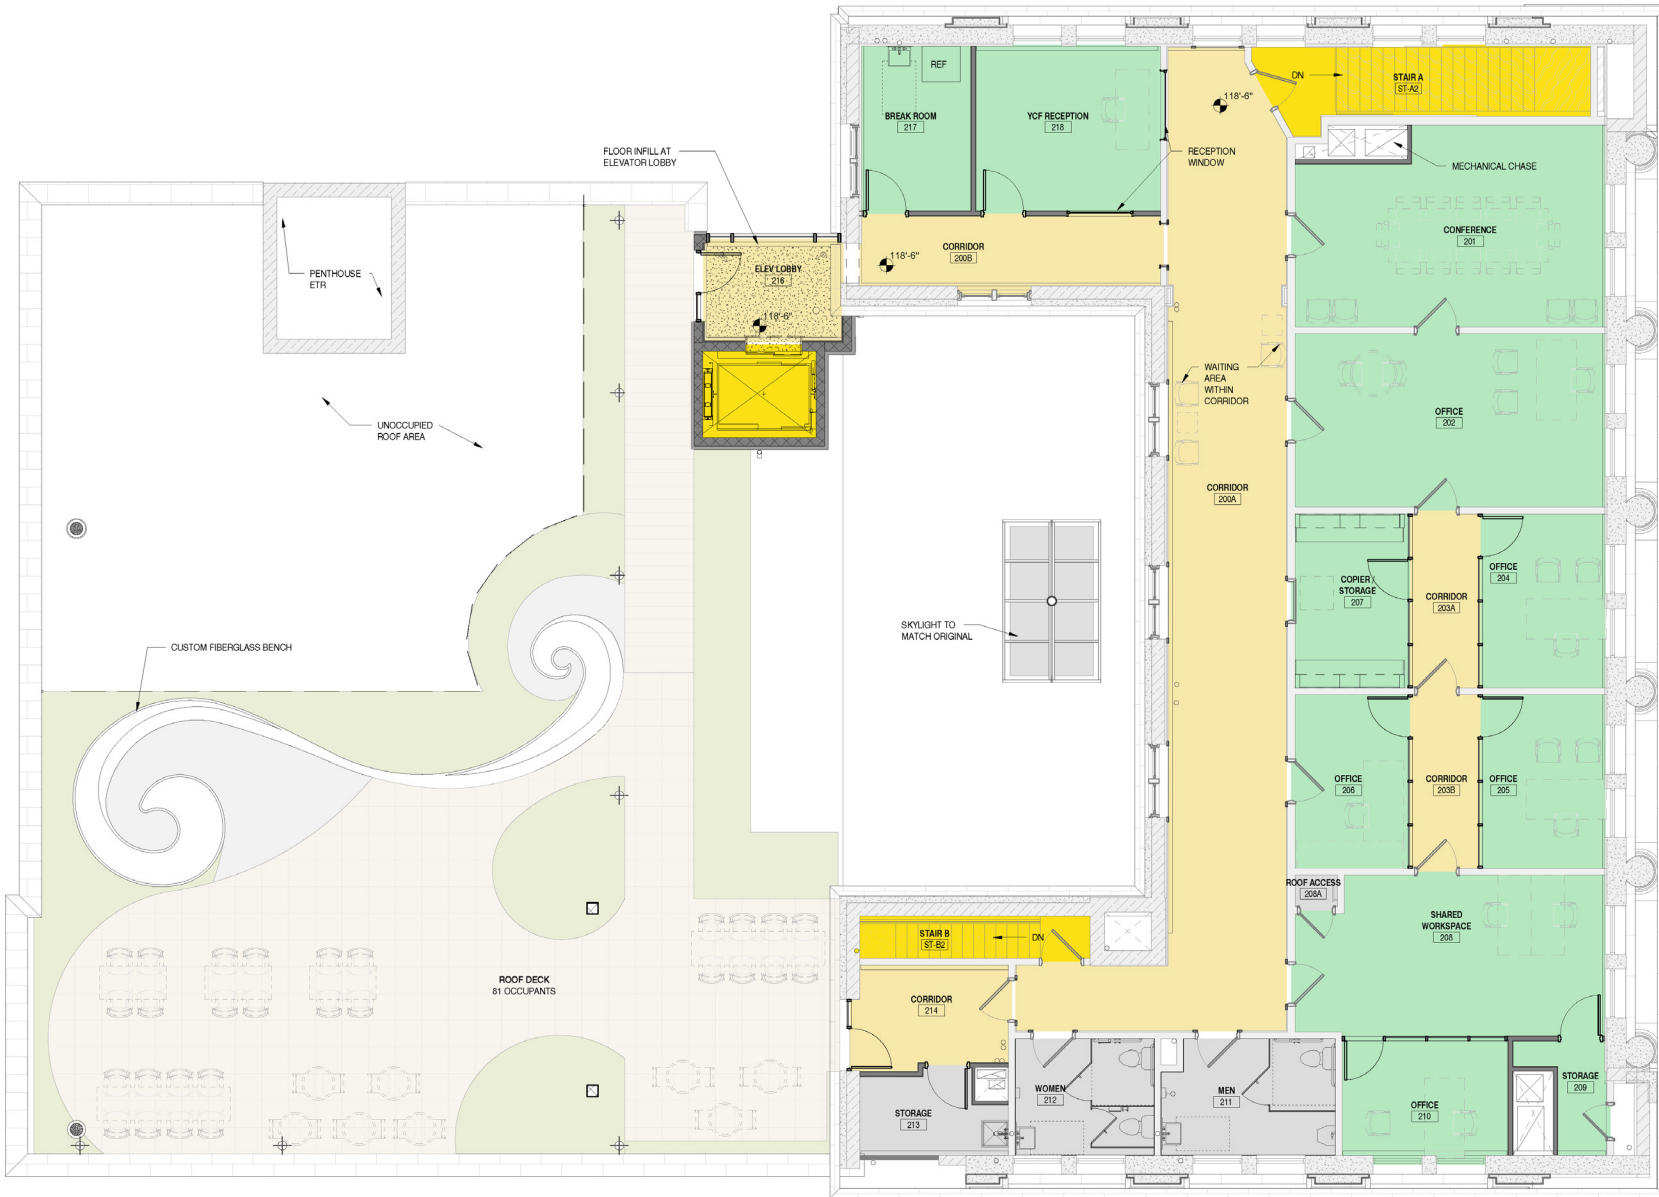 DN
STAIR A
ST-A2
REF
BREAK ROOM
217
YCF RECEPTION
218
118'-6"
RECEPTION
WINDOW
MECHANICAL CHASE
FLOOR INFILL AT
ELEVATOR LOBBY
CONFERENCE
201
CORRIDOR
200B
118'-6"
ELEV LOBBY
216
118'-6"
PENTHOUSE
ETR
WAITING
AREA
WITHIN
CORRIDOR
OFFICE
202
UNOCCUPIED
ROOF AREA
CORRIDOR
200A
COPIER/
STORAGE
207
CORRIDOR
203A
OFFICE
204
SKYLIGHT TO
MATCH ORIGINAL
CUSTOM FIBERGLASS BENCH
OFFICE
206
CORRIDOR
203B
OFFICE
205
ROOF ACCESS
208A
SHARED
WORKSPACE
208
STAIR B
ST-B2
DN
ROOF DECK
81 OCCUPANTS
CORRIDOR
214
STORAGE
213
WOMEN
212
MEN
211
OFFICE
210
STORAGE
209